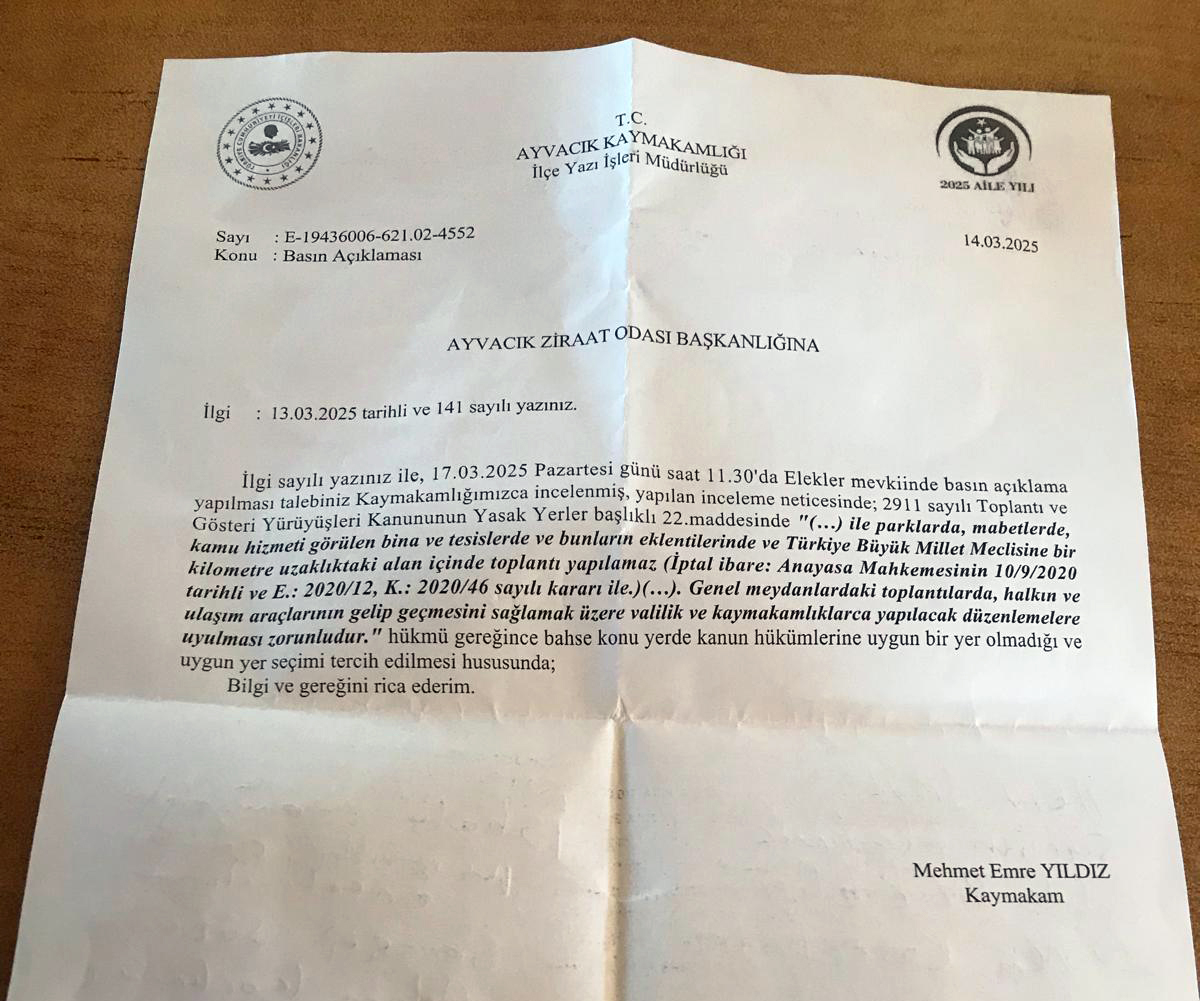 TÜRKİYE CUMHURİYETİ İÇİŞLERİ BAKANLIĞI
T.C.
AYVACIK KAYMAKAMLIĞI
İlçe Yazı İşleri Müdürlüğü
2025 AİLE YILI
Sayı : E-19436006-621.02-4552
Konu : Basın Açıklaması
14.03.2025
AYVACIK ZİRAAT ODASI BAŞKANLIĞINA
İlgi : 13.03.2025 tarihli ve 141 sayılı yazınız.
İlgi sayılı yazınız ile, 17.03.2025 Pazartesi günü saat 11.30'da Elekler mevkiinde basın açıklama
yapılması talebiniz Kaymakamlığımızca incelenmiş, yapılan inceleme neticesinde; 2911 sayılı Toplantı ve
Gösteri Yürüyüşleri Kanununun Yasak Yerler başlıklı 22.maddesinde "(…) ile parklarda, mabetlerde,
kamu hizmeti görülen bina ve tesislerde ve bunların eklentilerinde ve Türkiye Büyük Millet Meclisine bir
kilometre uzaklıktaki alan içinde toplantı yapılamaz (İptal ibare: Anayasa Mahkemesinin 10/9/2020
tarihli ve E.: 2020/12, K.: 2020/46 sayılı kararı ile.)(…). Genel meydanlardaki toplantılarda, halkın ve
ulaşım araçlarının gelip geçmesini sağlamak üzere valilik ve kaymakamlıklarca yapılacak düzenlemelere
uyulması zorunludur." hükmü gereğince bahse konu yerde kanun hükümlerine uygun bir yer olmadığı ve
uygun yer seçimi tercih edilmesi hususunda;
Bilgi ve gereğini rica ederim.
Mehmet Emre YILDIZ
Kaymakam